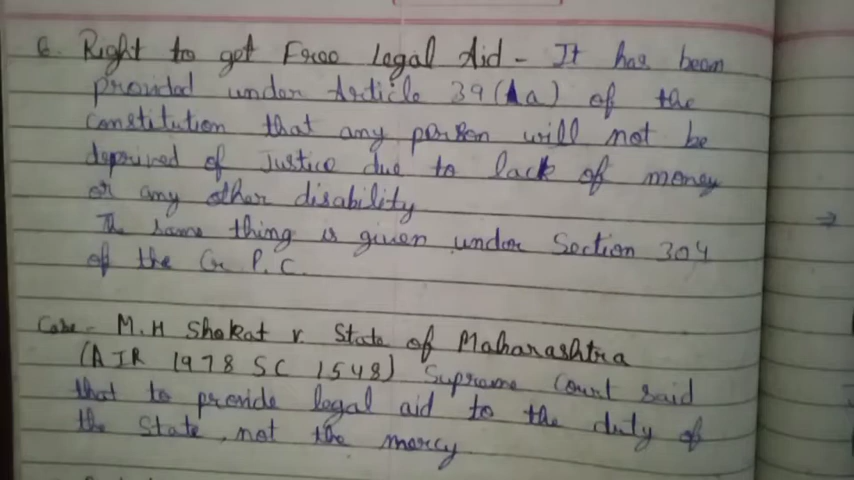 6. Right to get Free Legal Aid - It has been
provided under Article 39(1a) of the
constitution that any person will not be
deprived of Justice due to lack of money
or any other disability
The same thing is given under Section 304
of the Cr. P. C.
Case - M.H Shokat v. State of Maharashtra
(AIR 1978 SC 1548) Supreme Court said
that to provide legal aid to the duty of
the State, not the mercy